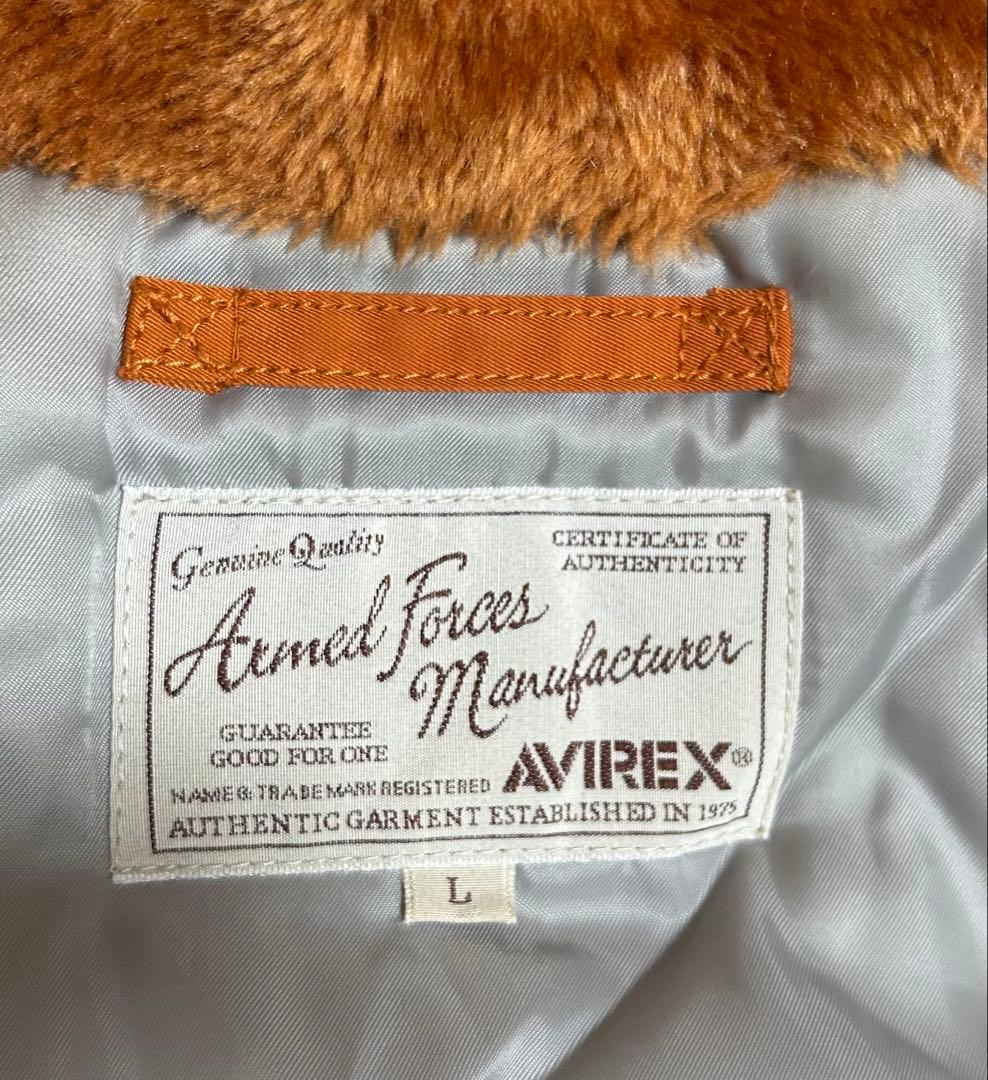 Genuine Quality
CERTIFICATE OF
AUTHENTICITY
Armed Forces
Manufacturer
GUARANTEE
GOOD FOR ONE
AVIREX®
NAME & TRADE MARK REGISTERED
AUTHENTIC GARMENT ESTABLISHED IN 1975
L